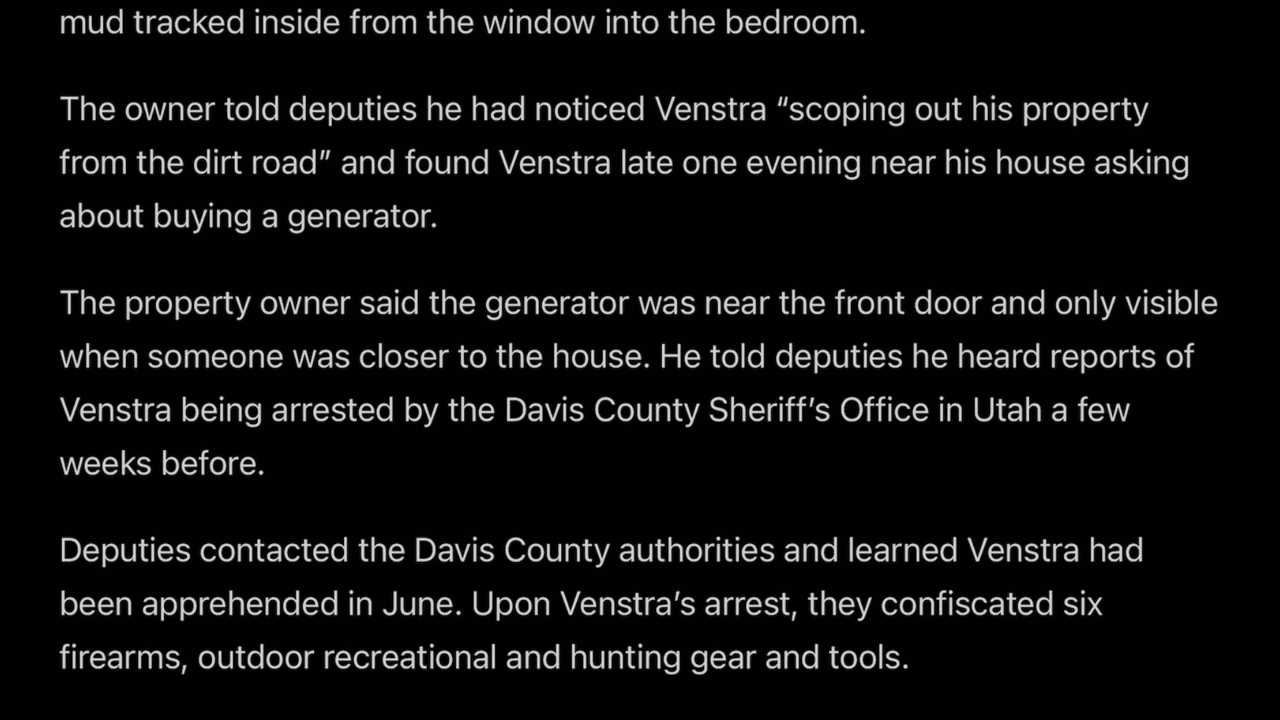 mud tracked inside from the window into the bedroom.
The owner told deputies he had noticed Venstra “scoping out his property
from the dirt road” and found Venstra late one evening near his house asking
about buying a generator.
The property owner said the generator was near the front door and only visible
when someone was closer to the house. He told deputies he heard reports of
Venstra being arrested by the Davis County Sheriff’s Office in Utah a few
weeks before.
Deputies contacted the Davis County authorities and learned Venstra had
been apprehended in June. Upon Venstra’s arrest, they confiscated six
firearms, outdoor recreational and hunting gear and tools.